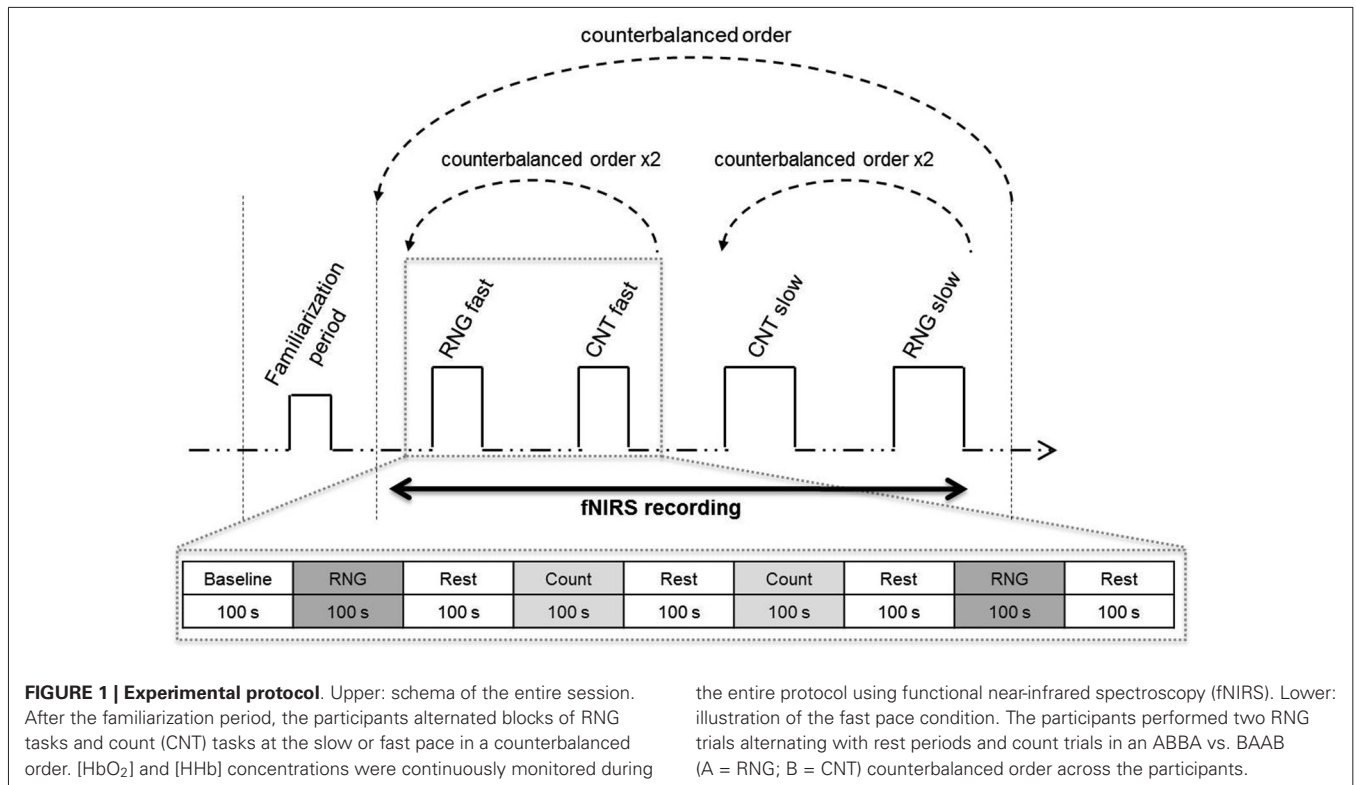 counterbalanced order
counterbalanced order x2
counterbalanced order x2
Familiarization
period
RNG fast
CNT fast
CNT slow
RNG slow
fNIRS recording
Baseline RNG Rest Count Rest Count Rest RNG Rest
100 s 100 s 100 s 100 s 100 s 100 s 100 s 100 s 100 s
FIGURE 1 | Experimental protocol. Upper: schema of the entire session.
After the familiarization period, the participants alternated blocks of RNG
tasks and count (CNT) tasks at the slow or fast pace in a counterbalanced
order. [HbO₂] and [HHb] concentrations were continuously monitored during
the entire protocol using functional near-infrared spectroscopy (fNIRS). Lower:
illustration of the fast pace condition. The participants performed two RNG
trials alternating with rest periods and count trials in an ABBA vs. BAAB
(A = RNG; B = CNT) counterbalanced order across the participants.